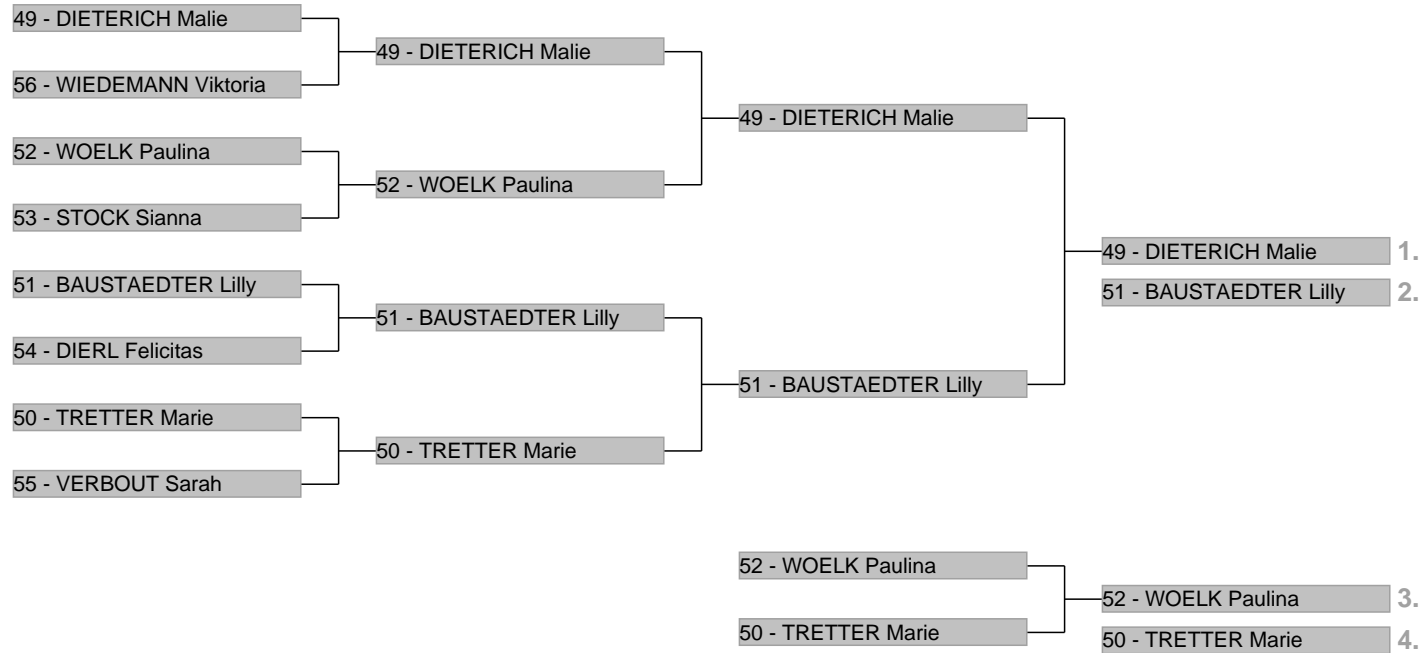 49 - DIETERICH Malie
56 - WIEDEMANN Viktoria
52 - WOELK Paulina
53 - STOCK Sianna
51 - BAUSTAEDTER Lilly
54 - DIERL Felicitas
50 - TRETTER Marie
55 - VERBOUT Sarah
49 - DIETERICH Malie
52 - WOELK Paulina
51 - BAUSTAEDTER Lilly
50 - TRETTER Marie
49 - DIETERICH Malie
51 - BAUSTAEDTER Lilly
49 - DIETERICH Malie 1.
51 - BAUSTAEDTER Lilly 2.
52 - WOELK Paulina
50 - TRETTER Marie
52 - WOELK Paulina 3.
50 - TRETTER Marie 4.